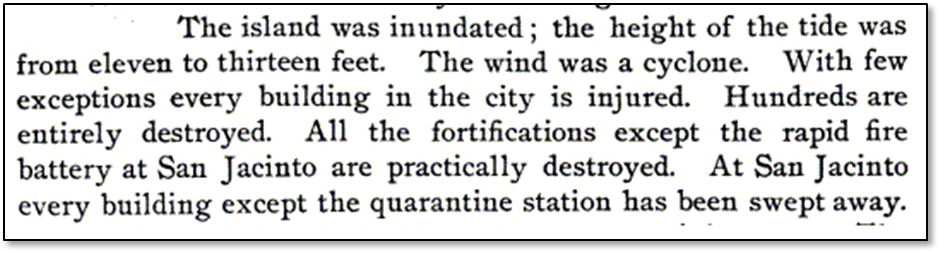 The island was inundated; the height of the tide was
from eleven to thirteen feet. The wind was a cyclone. With few
exceptions every building in the city is injured. Hundreds are
entirely destroyed. All the fortifications except the rapid fire
battery at San Jacinto are practically destroyed. At San Jacinto
every building except the quarantine station has been swept away.